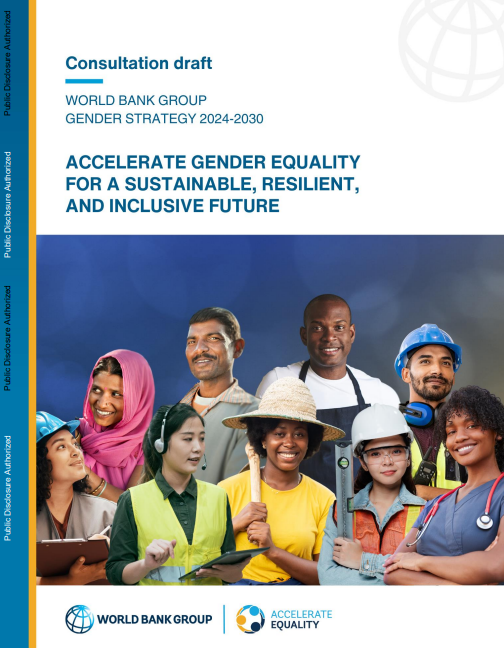 Consultation draft
WORLD BANK GROUP
GENDER STRATEGY 2024-2030
ACCELERATE GENDER EQUALITY
FOR A SUSTAINABLE, RESILIENT,
AND INCLUSIVE FUTURE
WORLD BANK GROUP
ACCELERATE
EQUALITY
Public Disclosure Authorized
Public Disclosure Authorized
Public Disclosure Authorized
Public Disclosure Authorized